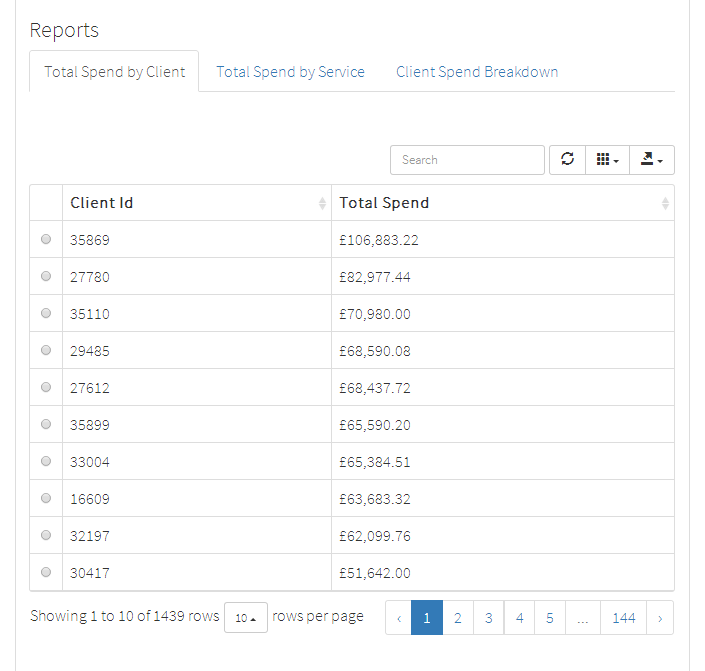 Reports
Total Spend by Client Total Spend by Service Client Spend Breakdown
Search
Client Id Total Spend
35869 £106,883.22
27780 £82,977.44
35110 £70,980.00
29485 £68,590.08
27612 £68,437.72
35899 £65,590.20
33004 £65,384.51
16609 £63,683.32
32197 £62,099.76
30417 £51,642.00
Showing 1 to 10 of 1439 rows 10 rows per page ‹ 1 2 3 4 5 ... 144 ›